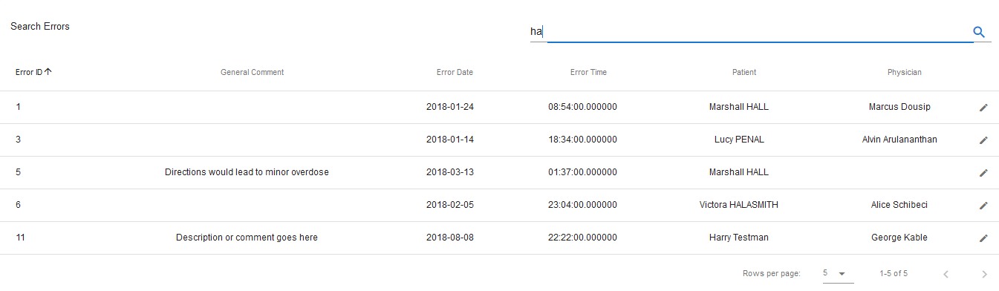 Search Errors
ha
Error ID General Comment Error Date Error Time Patient Physician
1 2018-01-24 08:54:00.000000 Marshall HALL Marcus Dousip
3 2018-01-14 18:34:00.000000 Lucy PENAL Alvin Arulananthan
5 Directions would lead to minor overdose 2018-03-13 01:37:00.000000 Marshall HALL
6 2018-02-05 23:04:00.000000 Victora HALASMITH Alice Schibeci
11 Description or comment goes here 2018-08-08 22:22:00.000000 Harry Testman George Kable
Rows per page: 5 1-5 of 5